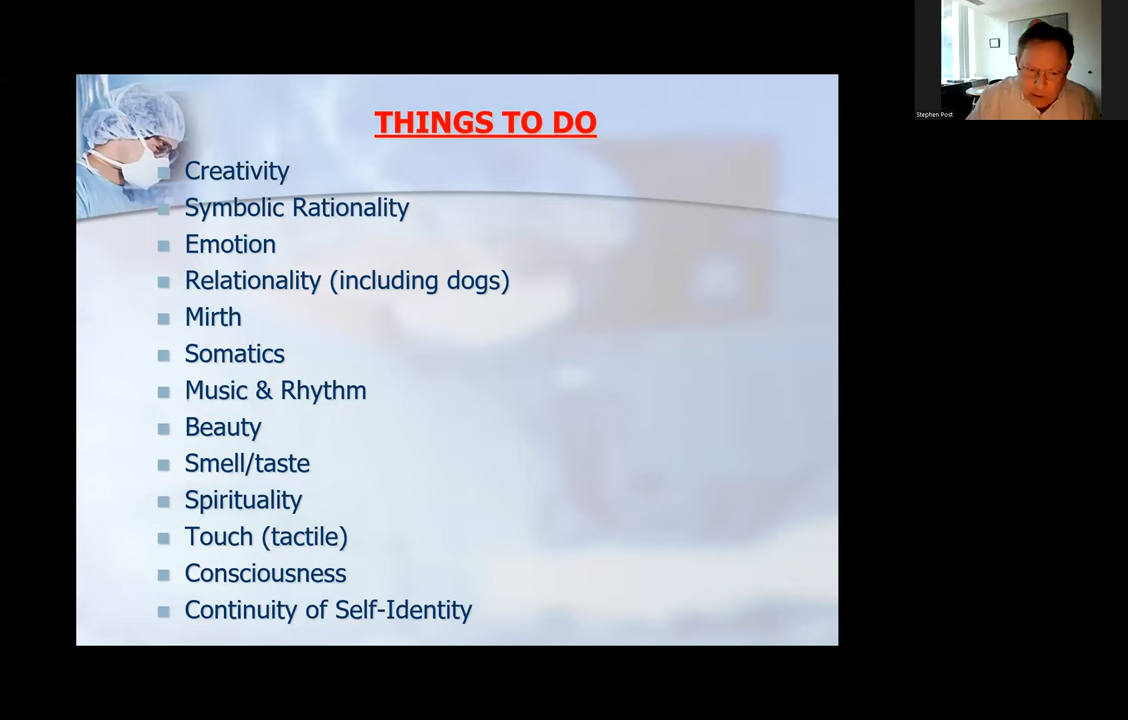 THINGS TO DO
Creativity
Symbolic Rationality
Emotion
Relationality (including dogs)
Mirth
Somatics
Music & Rhythm
Beauty
Smell/taste
Spirituality
Touch (tactile)
Consciousness
Continuity of Self-Identity
Stephen Post